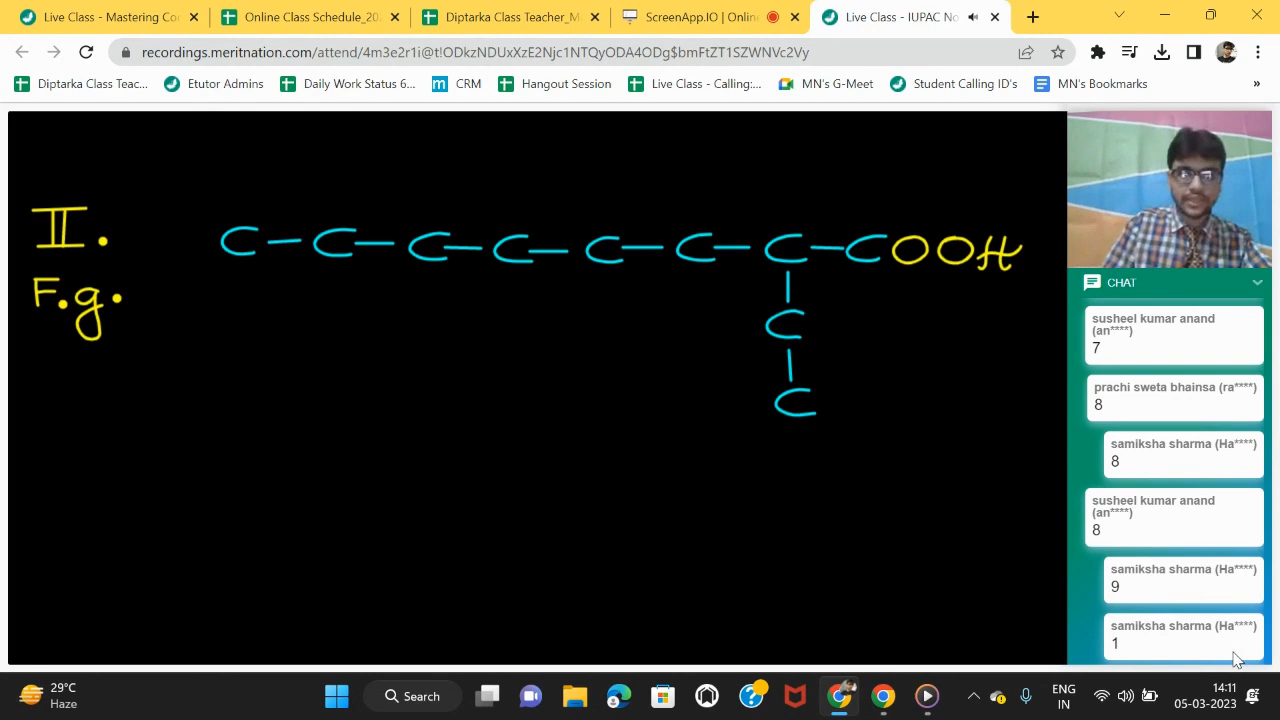 Live Class - Mastering Co
Online Class Schedule_20
Diptarka Class Teacher_M
ScreenApp.IO | Onlin
Live Class - IUPAC No
recordings.meritnation.com/attend/4m3e2r1i@t!ODkzNDUxXzE2Njc1NTQyODA4ODg$bmFtZT1SZWNVc2Vy
Diptarka Class Teac...
Etutor Admins
Daily Work Status 6...
CRM
Hangout Session
Live Class - Calling....
MN's G-Meet
Student Calling ID's
MN's Bookmarks
»
II.
C-C-C-C-C-C-C-COOH
F.g.
C
C
CHAT
susheel kumar anand
(an****)
7
prachi sweta bhainsa (ra****)
8
samiksha sharma (Ha****)
8
susheel kumar anand
(an****)
8
samiksha sharma (Ha****)
9
samiksha sharma (Ha****)
1
29°C
Haze
Search
ENG
IN
14:11
05-03-2023